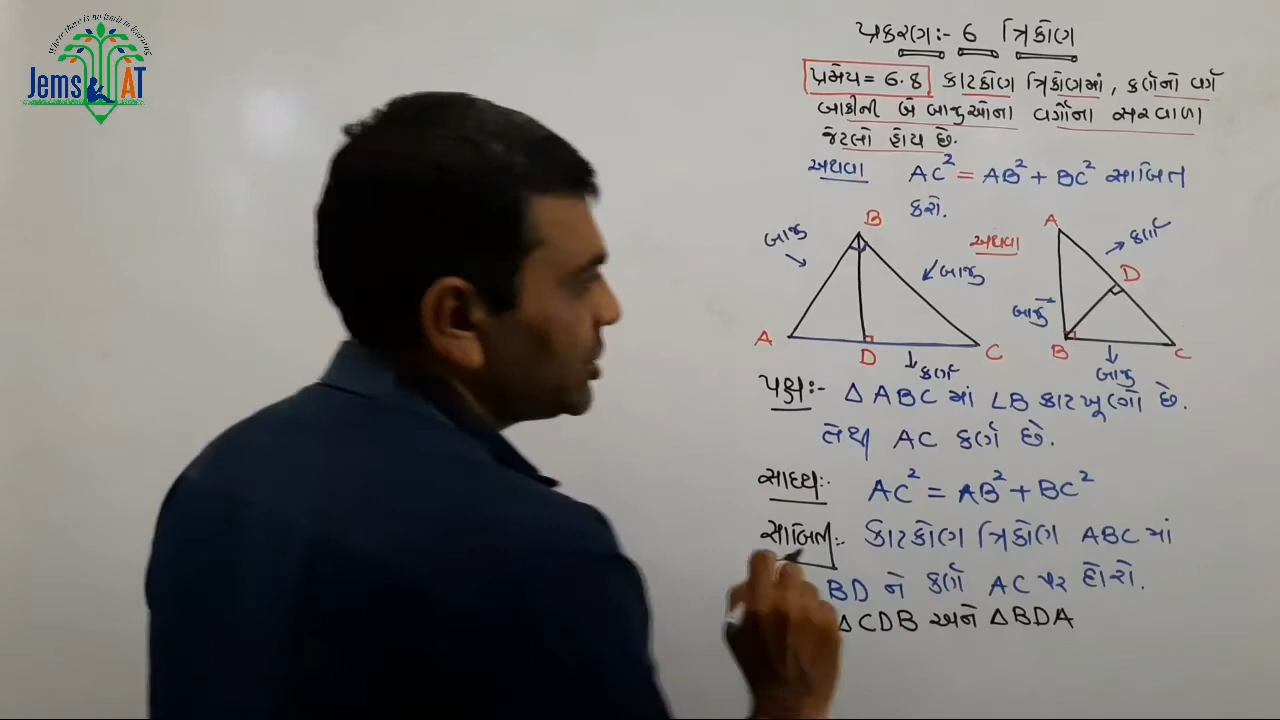 Where there is no limit in learning
Jems AT
પ્રકરણ:- 6 ત્રિકોણ
પ્રમેય = 6.8 કાટકોણ ત્રિકોણમાં, કર્ણનો વર્ગ
બાકીની બે બાજુઓના વર્ગોના સરવાળા
જેટલો હોય છે.
અથવા AC² = AB² + BC² સાબિત
કરો.
B
બાજુ
બાજુ
A
D
C
કર્ણ
અથવા
A
કર્ણ
D
બાજુ
B
C
બાજુ
પક્ષ:- △ ABC માં ∠B કાટખૂણો છે.
તેથી AC કર્ણ છે.
સાધ્ય:- AC² = AB² + BC²
સાબિતી:- કાટકોણ ત્રિકોણ ABC માં
BD ને કર્ણ AC પર દોરો.
△CDB અને △BDA